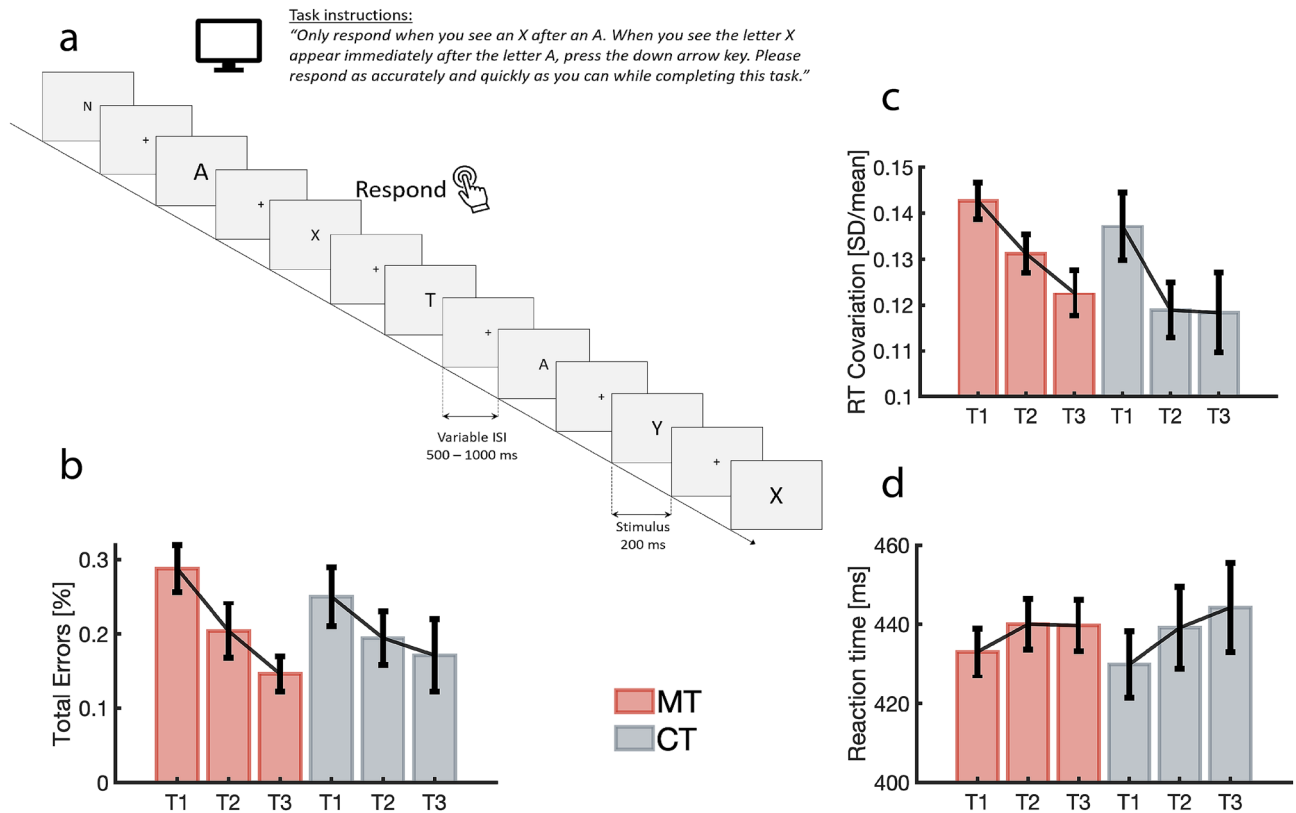 a
Task instructions:
“Only respond when you see an X after an A. When you see the letter X
appear immediately after the letter A, press the down arrow key. Please
respond as accurately and quickly as you can while completing this task.”
N
+
A
+
Respond
X
+
T
+
A
+
Y
+
X
Variable ISI
500 – 1000 ms
Stimulus
200 ms
b
Total Errors [%]
0.3
0.2
0.1
0
T1 T2 T3 T1 T2 T3
MT
CT
c
RT Covariation [SD/mean]
0.15
0.14
0.13
0.12
0.11
0.1
T1 T2 T3 T1 T2 T3
d
Reaction time [ms]
460
440
420
400
T1 T2 T3 T1 T2 T3